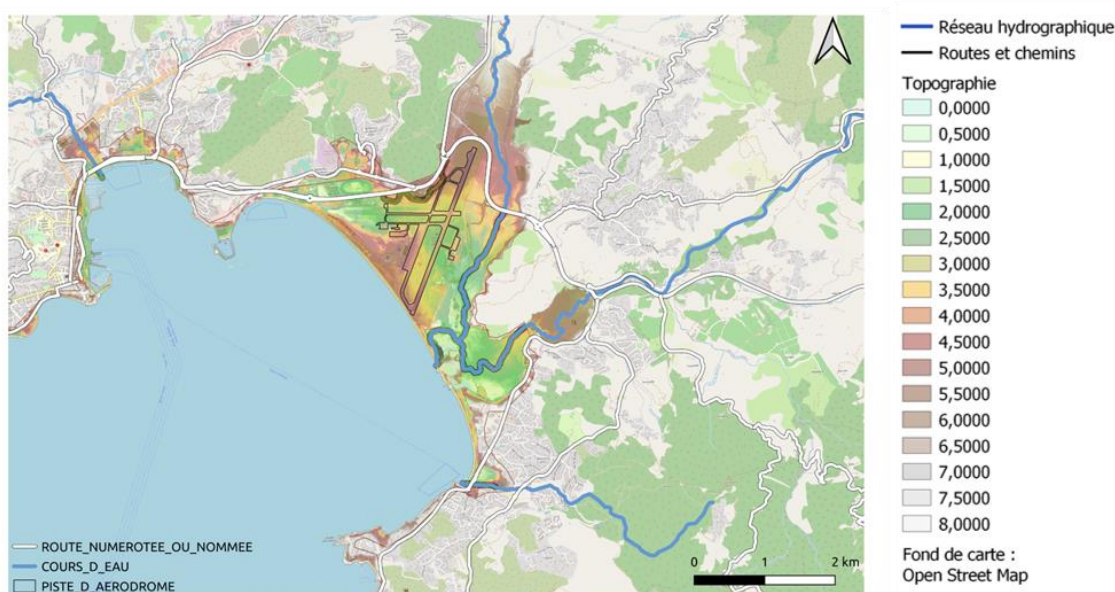 Réseau hydrographique
Routes et chemins
Topographie
0,0000
0,5000
1,0000
1,5000
2,0000
2,5000
3,0000
3,5000
4,0000
4,5000
5,0000
5,5000
6,0000
6,5000
7,0000
7,5000
8,0000
Fond de carte :
Open Street Map
ROUTE_NUMEROTEE_OU_NOMMEE
COURS_D_EAU
PISTE_D_AERODROME
0 1 2 km